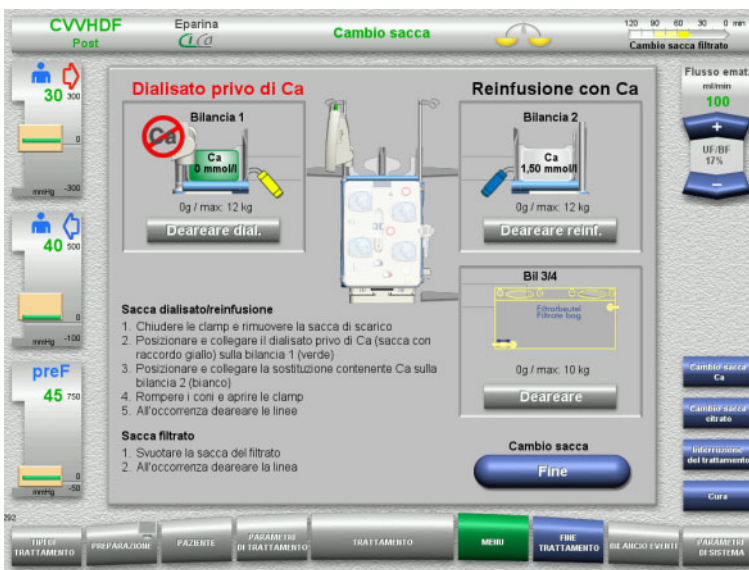 CVVHDF
Post
Eparina
CiCa
Cambio sacca
120 90 60 30 0 min
Cambio sacca filtrato
30 300
0
mmHg -300
40 500
0
mmHg -100
preF
45 750
0
mmHg -50
Dialisato privo di Ca
Bilancia 1
Ca
Ca
0 mmol/l
0g / max: 12 kg
Deareare dial.
Reinfusione con Ca
Bilancia 2
Ca
1,50 mmol/l
0g / max: 12 kg
Deareare reinf.
Bil 3/4
Filtratbeutel
Filtrate bag
0g / max: 10 kg
Deareare
Sacca dialisato/reinfusione
1. Chiudere le clamp e rimuovere la sacca di scarico
2. Posizionare e collegare il dialisato privo di Ca (sacca con
raccordo giallo) sulla bilancia 1 (verde)
3. Posizionare e collegare la sostituzione contenente Ca sulla
bilancia 2 (bianco)
4. Rompere i coni e aprire le clamp
5. All'occorrenza deareare le linee
Sacca filtrato
1. Svuotare la sacca del filtrato
2. All'occorrenza deareare la linea
Cambio sacca
Fine
Flusso emat.
ml/min
100
+
UF/BF
17%
−
Cambio sacca
Ca
Cambio sacca
citrato
Interruzione
del trattamento
Cura
292
TIPI DI
TRATTAMENTO
PREPARAZIONE
PAZIENTE
PARAMETRI
DI TRATTAMENTO
TRATTAMENTO
MENU
FINE
TRATTAMENTO
BILANCIO EVENTI
PARAMETRI
DI SISTEMA